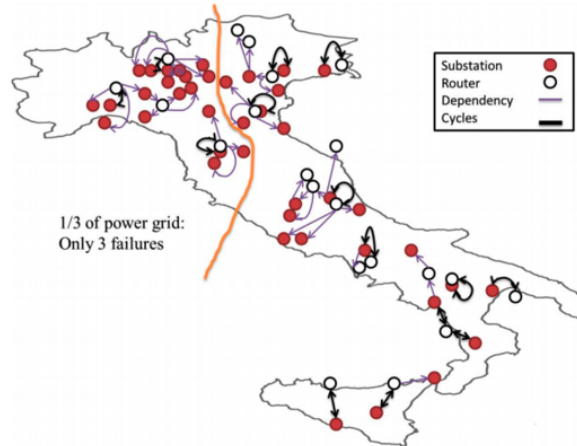 Substation
Router
Dependency
Cycles
1/3 of power grid:
Only 3 failures